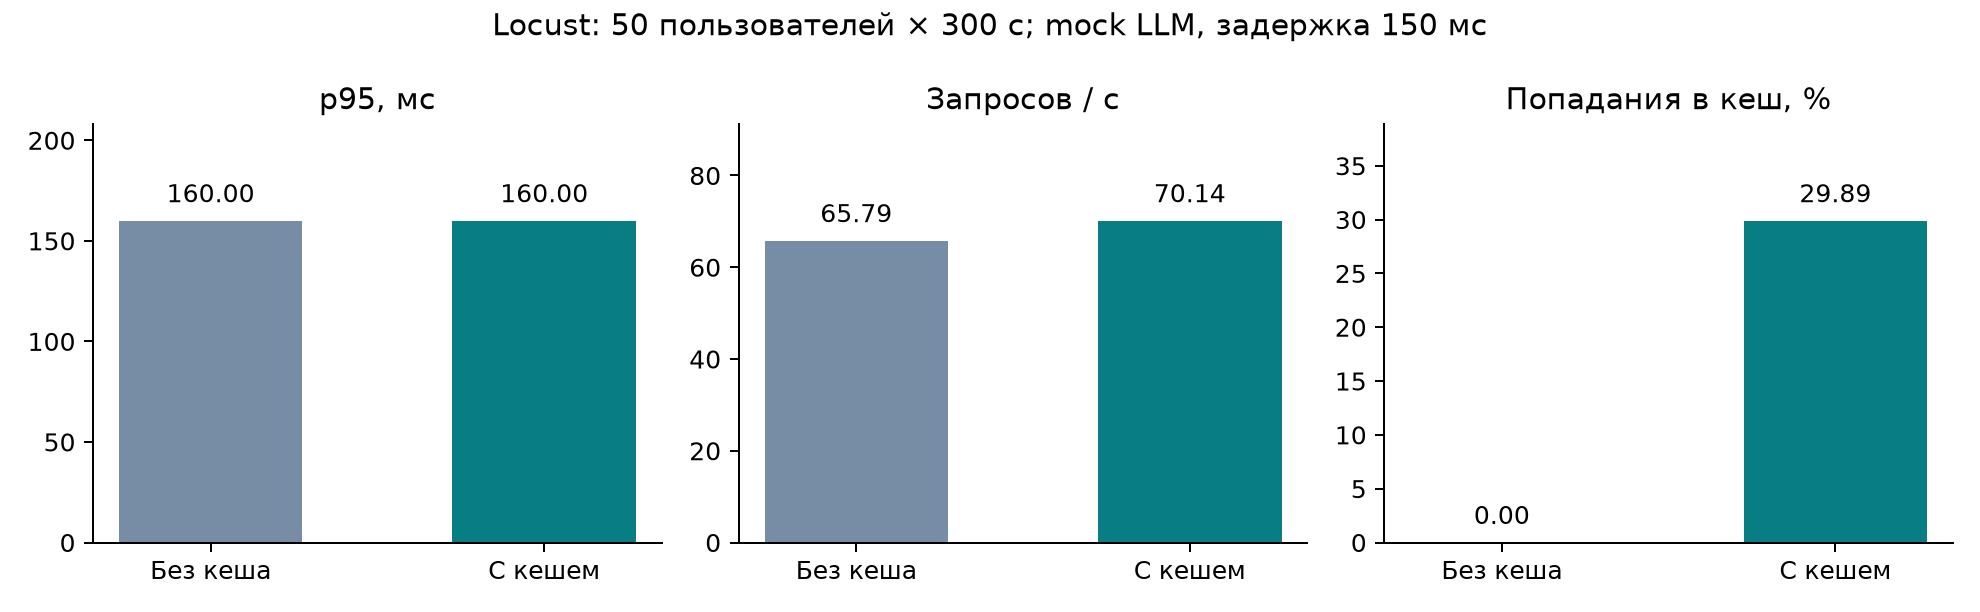 Locust: 50 пользователей × 300 с; mock LLM, задержка 150 мс
p95, мс
200
150
100
50
0
160.00
160.00
Без кеша
С кешем
Запросов / с
80
60
40
20
0
65.79
70.14
Без кеша
С кешем
Попадания в кеш, %
35
30
25
20
15
10
5
0
0.00
29.89
Без кеша
С кешем